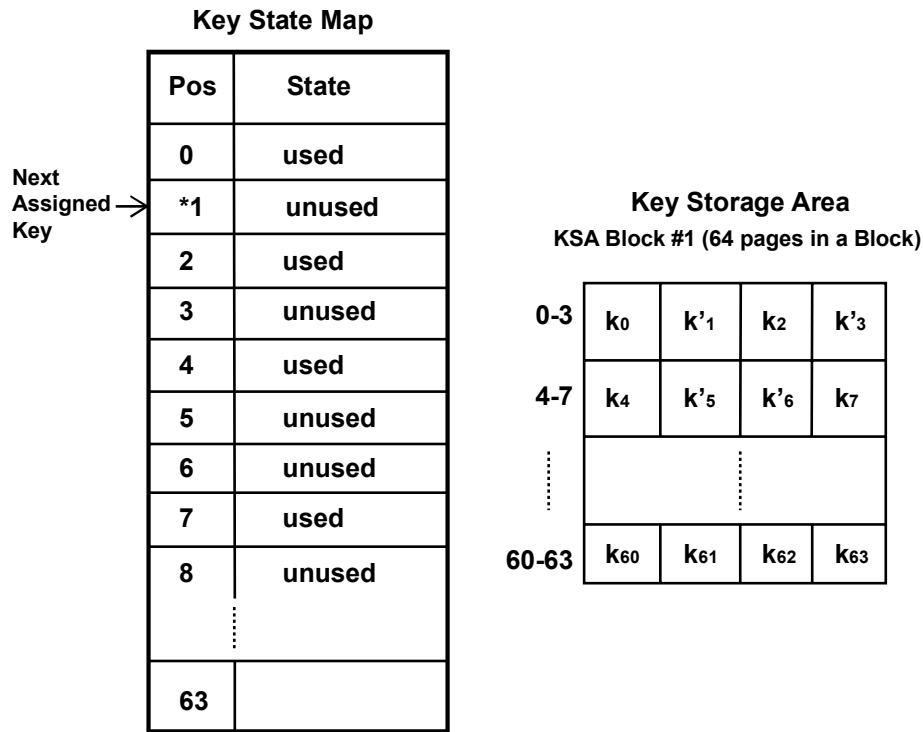 Key State Map
Pos State
0 used
Next
Assigned
Key
*1 unused
2 used
3 unused
4 used
5 unused
6 unused
7 used
8 unused
63
Key Storage Area
KSA Block #1 (64 pages in a Block)
0-3 k0 k'1 k2 k'3
4-7 k4 k'5 k'6 k7
60-63 k60 k61 k62 k63